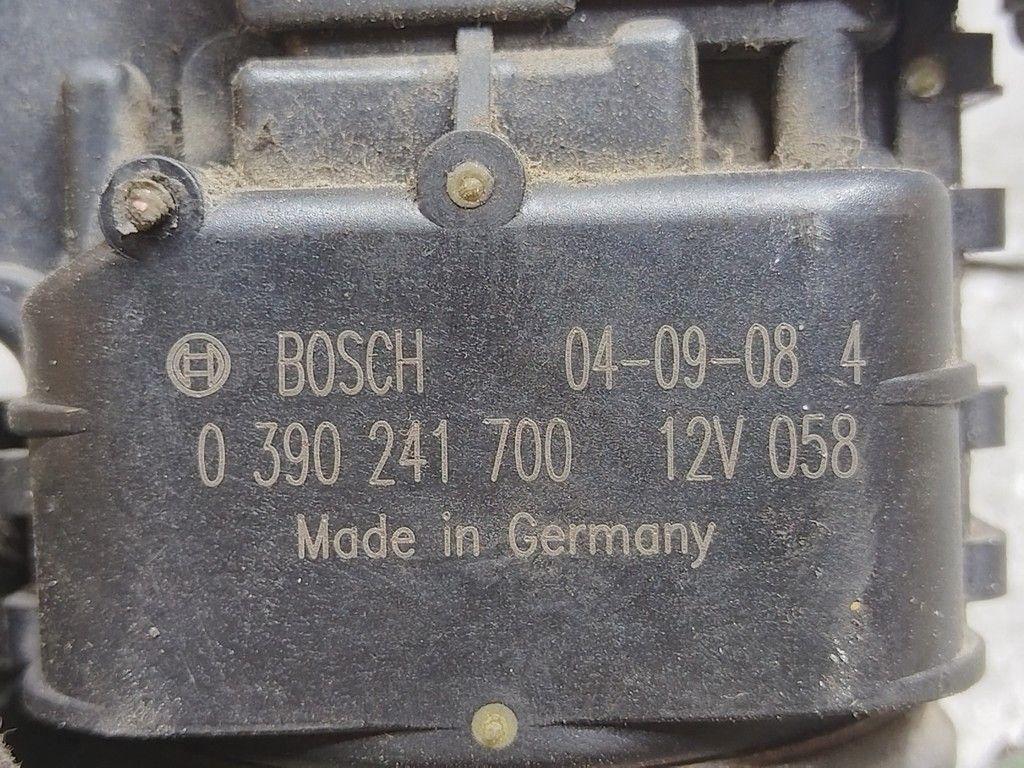 BOSCH 04-09-08 4
0 390 241 700 12V 058
Made in Germany